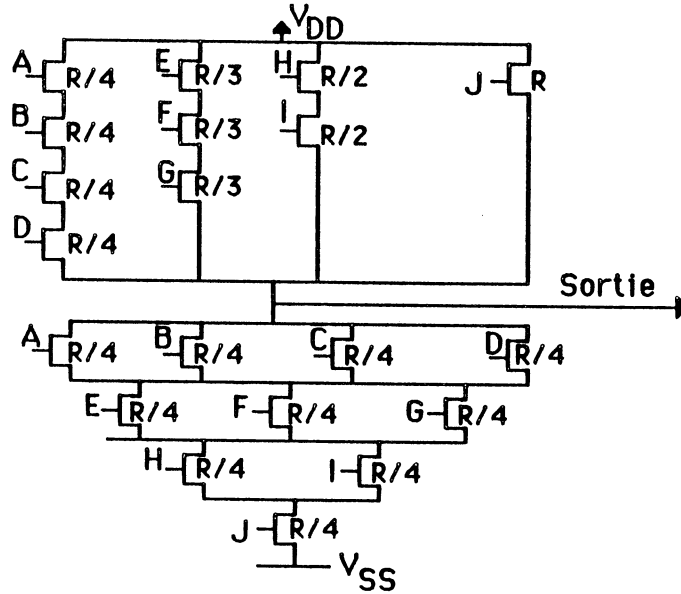 VDD
A R/4 E R/3 H R/2 J R
B R/4 F R/3 I R/2
C R/4 G R/3
D R/4
Sortie
A R/4 B R/4 C R/4 D R/4
E R/4 F R/4 G R/4
H R/4 I R/4
J R/4
VSS